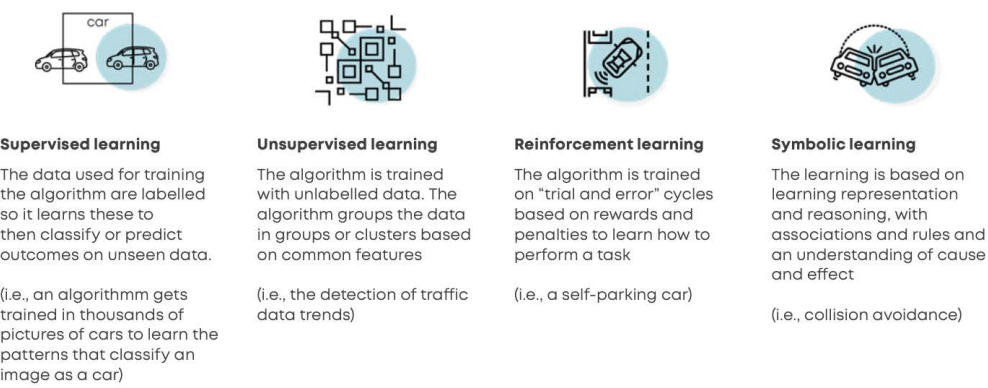 car
Supervised learning
The data used for training
the algorithm are labelled
so it learns these to
then classify or predict
outcomes on unseen data.
(i.e., an algorithmm gets
trained in thousands of
pictures of cars to learn the
patterns that classify an
image as a car)
Unsupervised learning
The algorithm is trained
with unlabelled data. The
algorithm groups the data
in groups or clusters based
on common features
(i.e., the detection of traffic
data trends)
Reinforcement learning
The algorithm is trained
on “trial and error” cycles
based on rewards and
penalties to learn how to
perform a task
(i.e., a self-parking car)
Symbolic learning
The learning is based on
learning representation
and reasoning, with
associations and rules and
an understanding of cause
and effect
(i.e., collision avoidance)